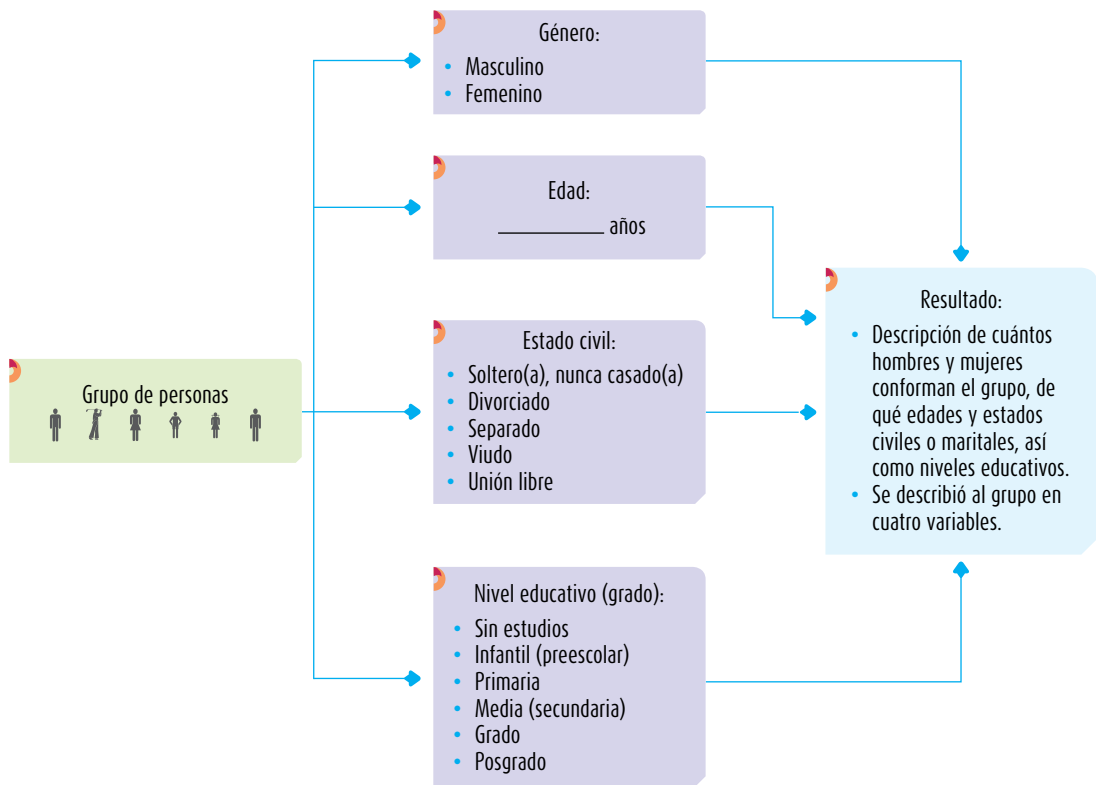 Género:
• Masculino
• Femenino
Edad:
__________ años
Estado civil:
• Soltero(a), nunca casado(a)
• Divorciado
• Separado
• Viudo
• Unión libre
Nivel educativo (grado):
• Sin estudios
• Infantil (preescolar)
• Primaria
• Media (secundaria)
• Grado
• Posgrado
Grupo de personas
Resultado:
• Descripción de cuántos
hombres y mujeres
conforman el grupo, de
qué edades y estados
civiles o maritales, así
como niveles educativos.
• Se describió al grupo en
cuatro variables.